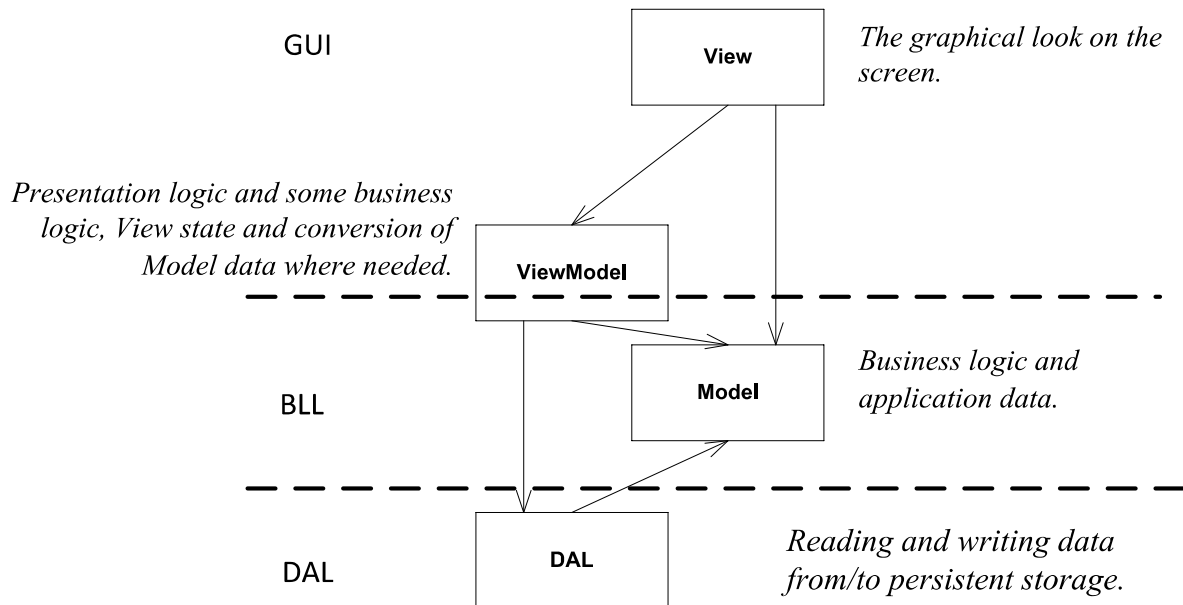 GUI
View
The graphical look on the
screen.
Presentation logic and some business
logic, View state and conversion of
Model data where needed.
ViewModel
Model
Business logic and
application data.
BLL
DAL
Reading and writing data
from/to persistent storage.
DAL